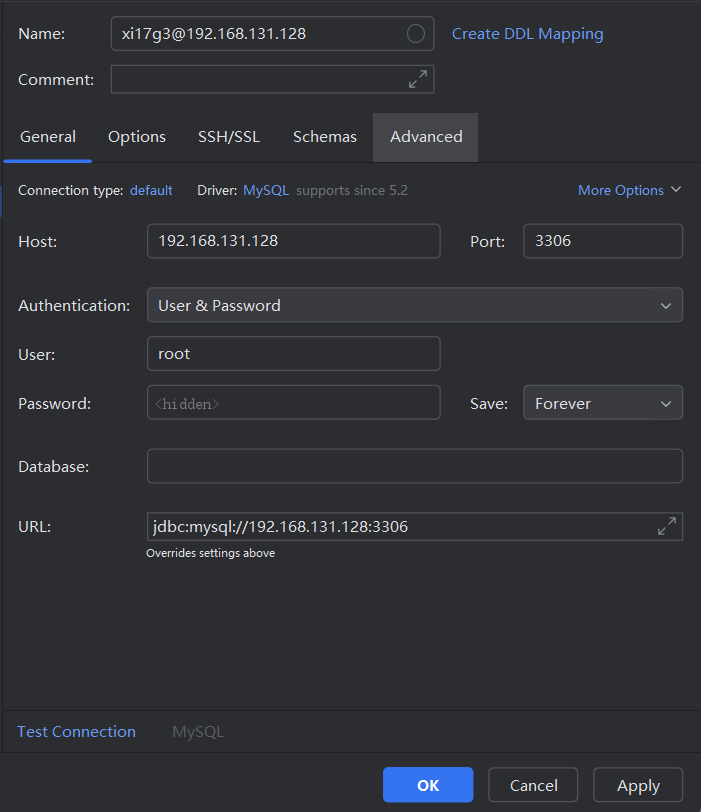 Name: xi17g3@192.168.131.128 Create DDL Mapping
Comment:
General Options SSH/SSL Schemas Advanced
Connection type: default Driver: MySQL supports since 5.2 More Options
Host: 192.168.131.128 Port: 3306
Authentication: User & Password
User: root
Password: <hidden> Save: Forever
Database:
URL: jdbc:mysql://192.168.131.128:3306
Overrides settings above
Test Connection MySQL
OK Cancel Apply